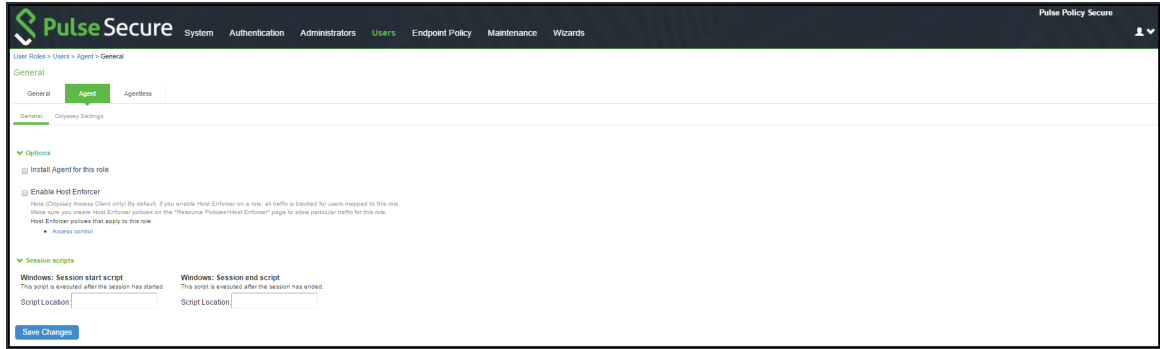 Pulse Policy Secure
Pulse Secure System Authentication Administrators Users Endpoint Policy Maintenance Wizards
User Roles > Users > Agent > General
General
General Agent Agentless
General Odyssey Settings
Options
Install Agent for this role
Enable Host Enforcer
Note:(Odyssey Access Client only) By default, if you enable Host Enforcer on a role, all traffic is blocked for users mapped to this role.
Make sure you create Host Enforcer policies on the "Resource Policies>Host Enforcer" page to allow particular traffic for this role.
Host Enforcer policies that apply to this role:
• Access control
Session scripts
Windows: Session start script Windows: Session end script
This script is executed after the session has started. This script is executed after the session has ended.
Script Location: Script Location:
Save Changes